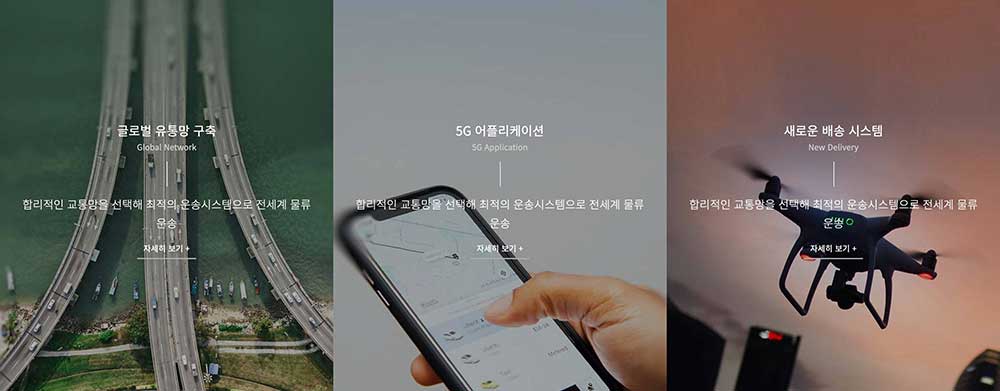 글로벌 유통망 구축
Global Network
합리적인 교통망을 선택해 최적의 운송시스템으로 전세계 물류
운송
자세히 보기 +
5G 어플리케이션
5G Application
합리적인 교통망을 선택해 최적의 운송시스템으로 전세계 물류
운송
자세히 보기 +
새로운 배송 시스템
New Delivery
합리적인 교통망을 선택해 최적의 운송시스템으로 전세계 물류
운송
자세히 보기 +